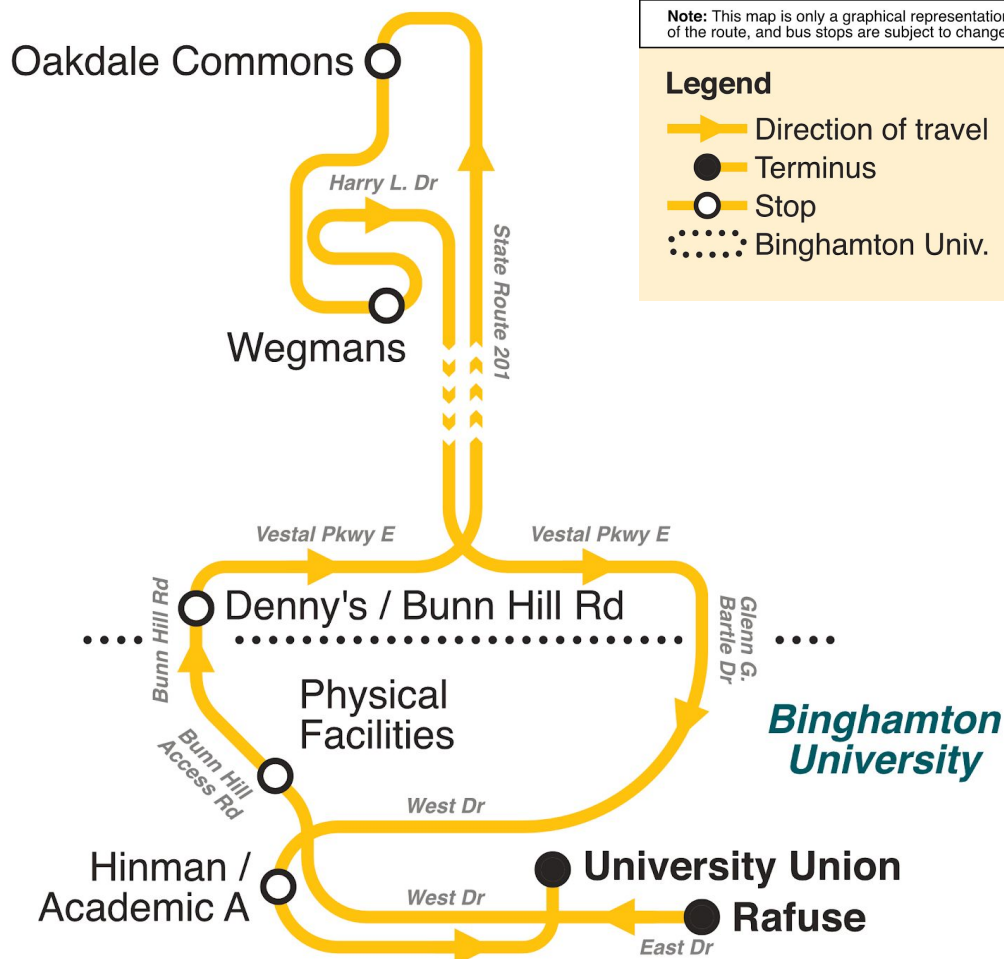 Note: This map is only a graphical representation
of the route, and bus stops are subject to change
Legend
Direction of travel
Terminus
Stop
Binghamton Univ.
Oakdale Commons
Harry L. Dr
State Route 201
Wegmans
Vestal Pkwy E
Vestal Pkwy E
Bunn Hill Rd
Denny's / Bunn Hill Rd
Glenn G.
Bartle Dr
Physical
Facilities
Binghamton
University
Bunn Hill
Access Rd
West Dr
Hinman /
Academic A
University Union
West Dr
Rafuse
East Dr